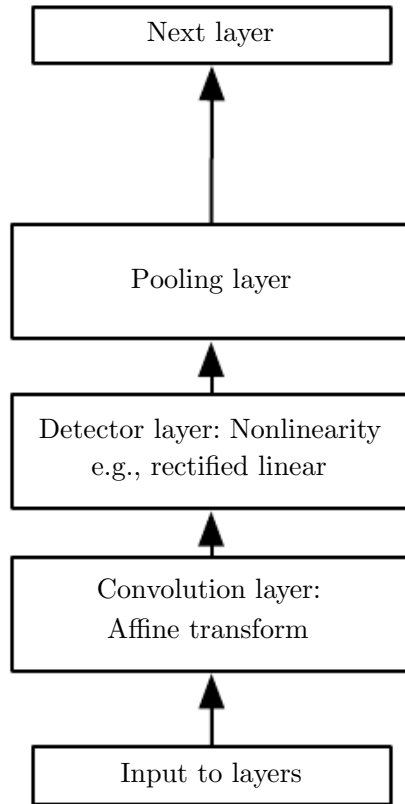 Next layer
Pooling layer
Detector layer: Nonlinearity
e.g., rectified linear
Convolution layer:
Affine transform
Input to layers